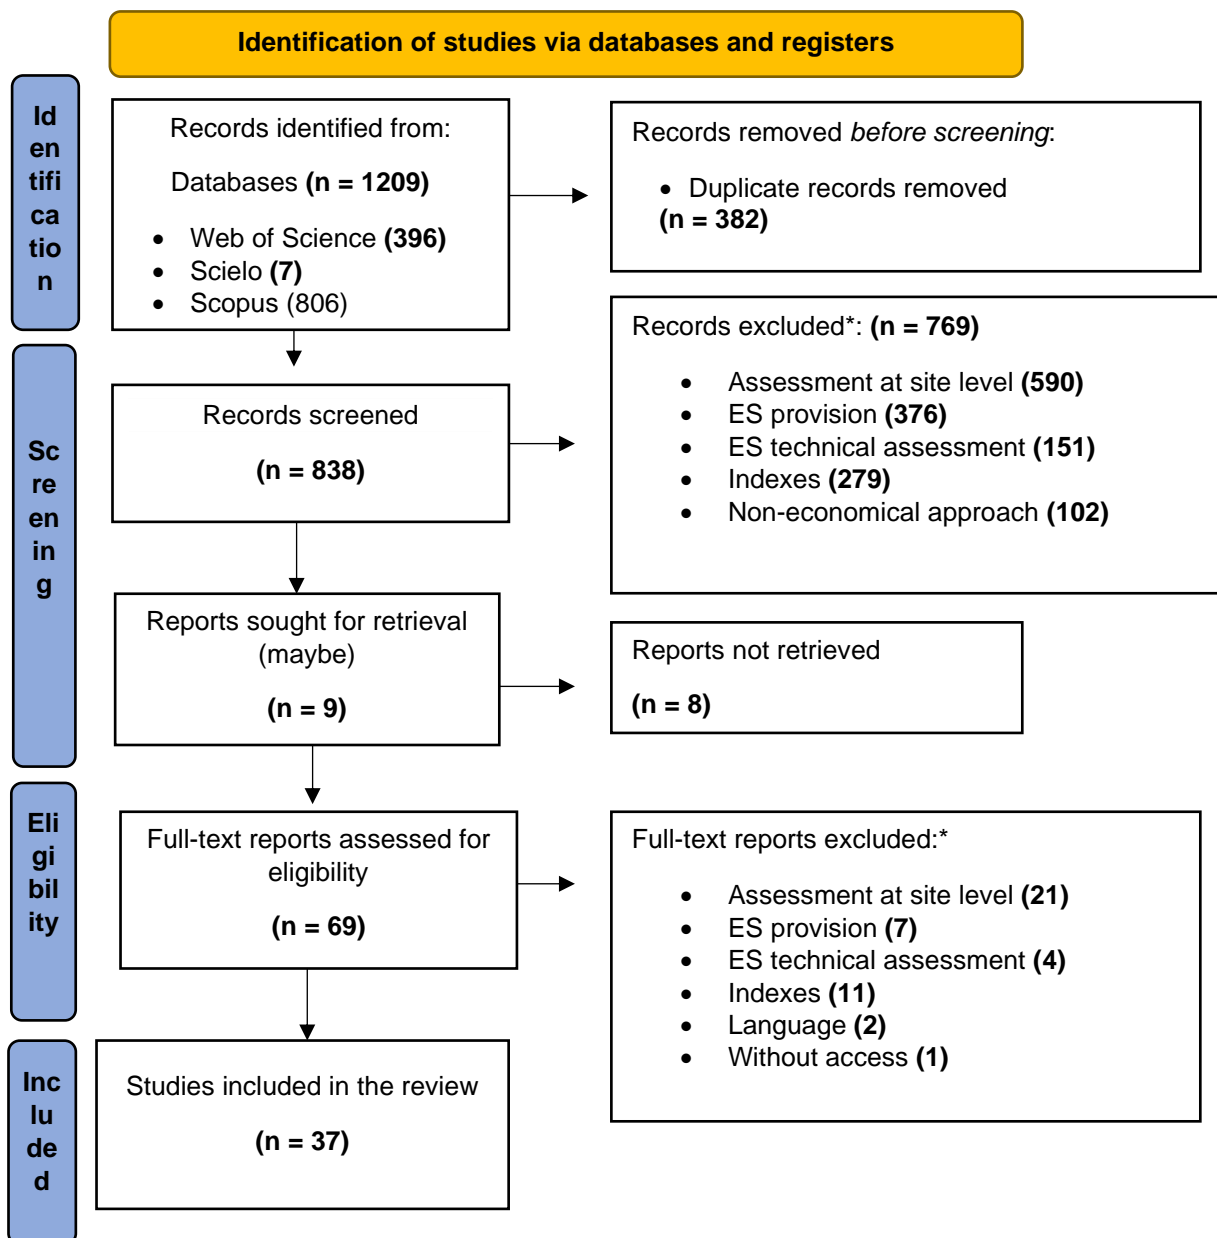 Identification of studies via databases and registers
Id
en
tifi
ca
tio
n
Records identified from:
Databases (n = 1209)
• Web of Science (396)
• Scielo (7)
• Scopus (806)
Records removed before screening:
• Duplicate records removed
(n = 382)
Sc
re
en
in
g
Records screened
(n = 838)
Records excluded*: (n = 769)
• Assessment at site level (590)
• ES provision (376)
• ES technical assessment (151)
• Indexes (279)
• Non-economical approach (102)
Reports sought for retrieval
(maybe)
(n = 9)
Reports not retrieved
(n = 8)
Eli
gi
bil
ity
Full-text reports assessed for
eligibility
(n = 69)
Full-text reports excluded:*
• Assessment at site level (21)
• ES provision (7)
• ES technical assessment (4)
• Indexes (11)
• Language (2)
• Without access (1)
Inc
lu
de
d
Studies included in the review
(n = 37)